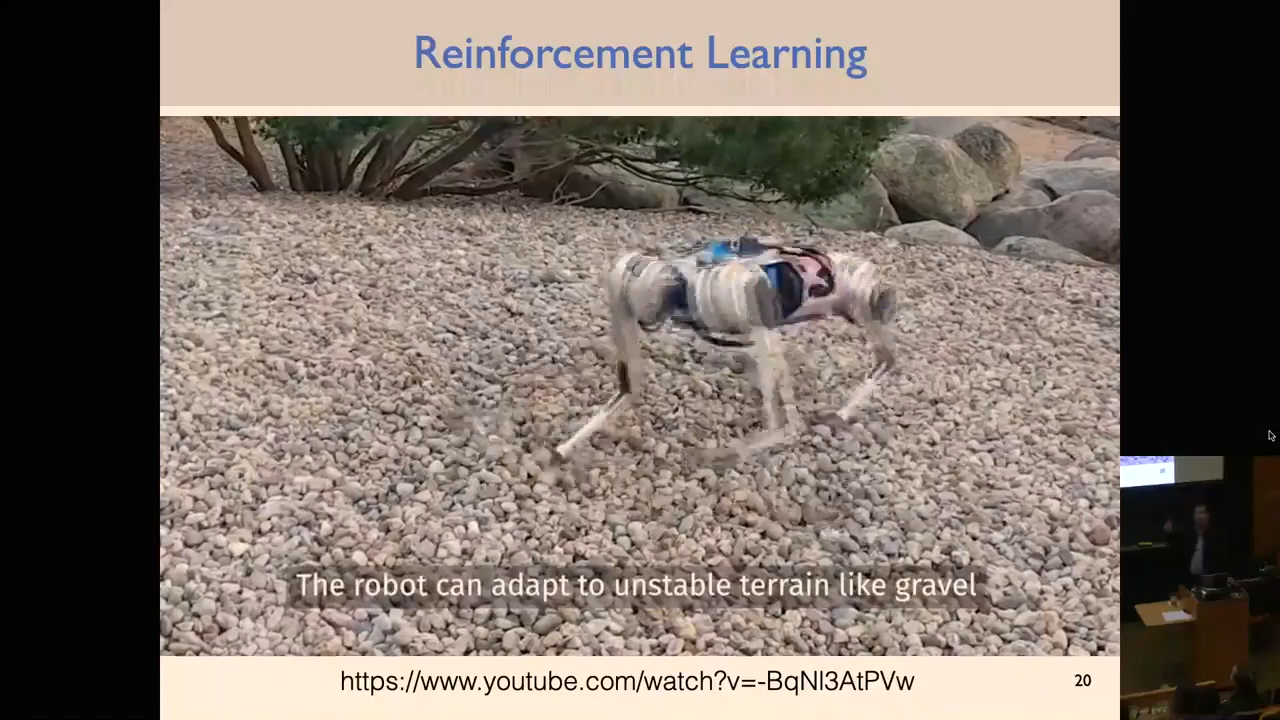 Reinforcement Learning
The robot can adapt to unstable terrain like gravel
https://www.youtube.com/watch?v=-BqNl3AtPVw
20